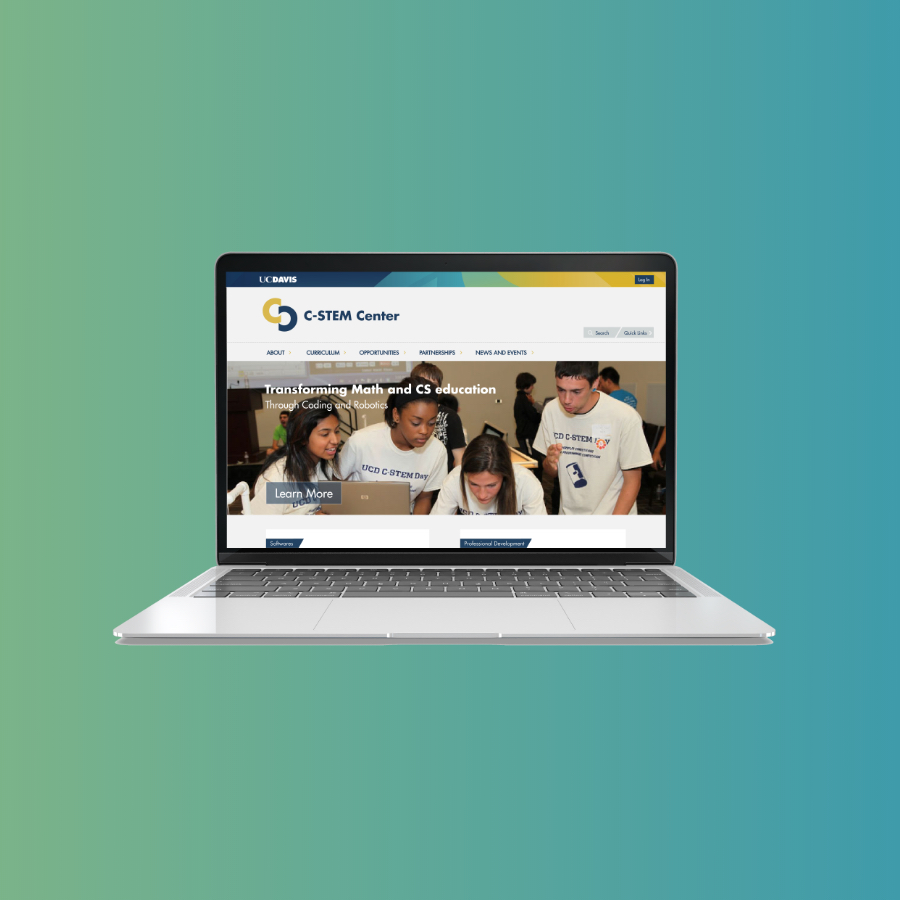 UCDAVIS
Log in
C-STEM Center
Search
Quick Links
ABOUT
CURRICULUM
OPPORTUNITIES
PARTNERSHIPS
NEWS AND EVENTS
Transforming Math and CS education
Through Coding and Robotics
UCD C-STEM Day
UCD C-STEM Day
Learn More
hp
Softwares
Professional Development